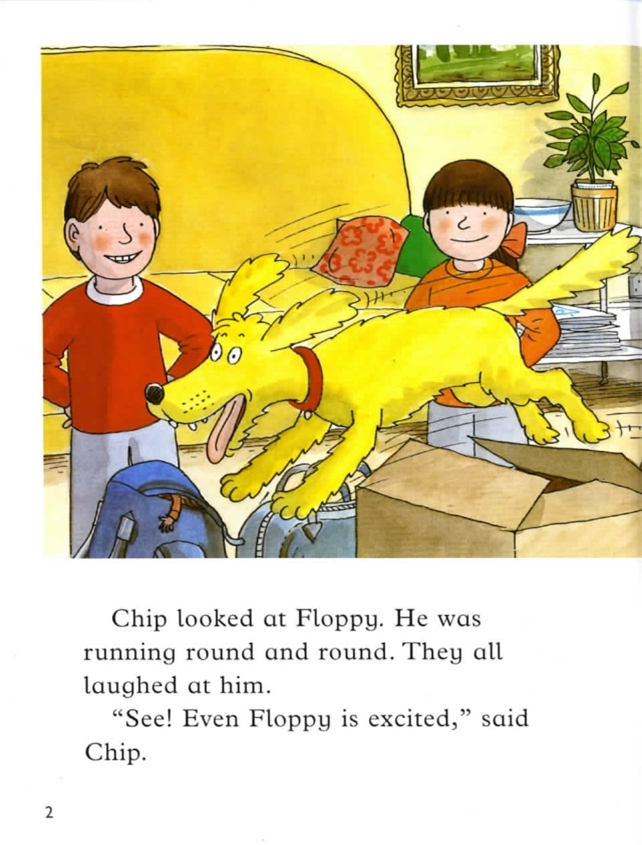 Chip looked at Floppy. He was
running round and round. They all
laughed at him.
“See! Even Floppy is excited,” said
Chip.
2